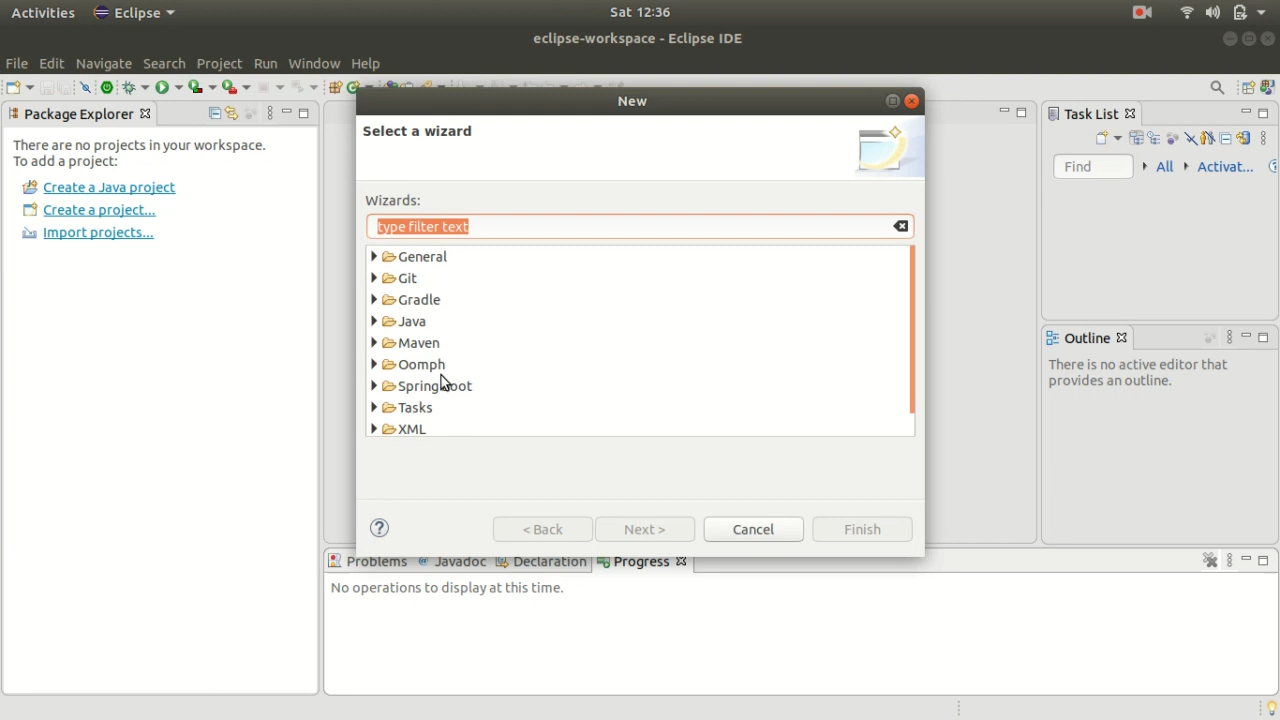 Activities Eclipse Sat 12:36
eclipse-workspace - Eclipse IDE
File Edit Navigate Search Project Run Window Help
Package Explorer
There are no projects in your workspace.
To add a project:
Create a Java project
Create a project...
Import projects...
New
Select a wizard
Wizards:
type filter text
General
Git
Gradle
Java
Maven
Oomph
Spring Boot
Tasks
XML
< Back Next > Cancel Finish
Task List
Find All Activat...
Outline
There is no active editor that
provides an outline.
Problems Javadoc Declaration Progress
No operations to display at this time.